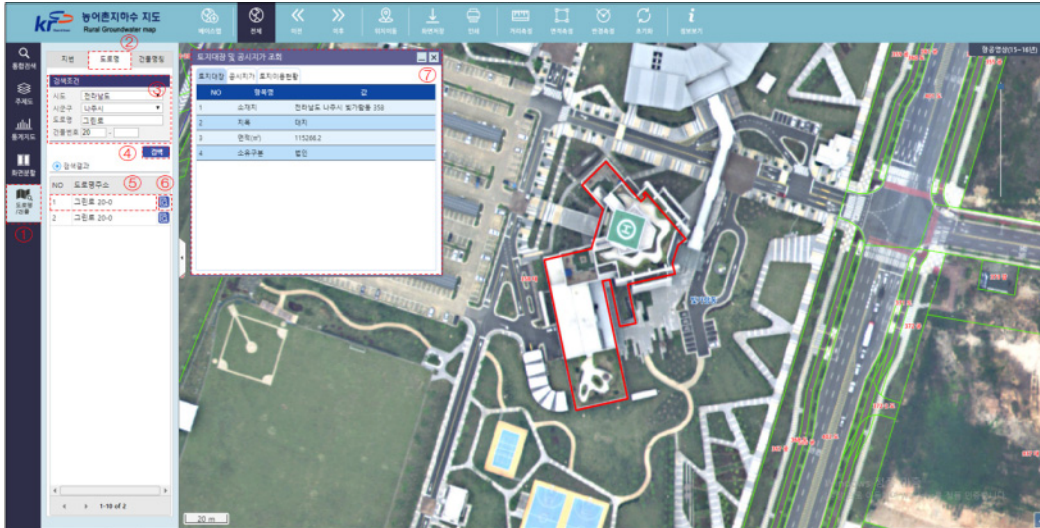 농어촌지하수 지도
Rural Groundwater map
전체
이전
이후
위치이동
화면저장
인쇄
거리측정
면적측정
반경측정
초기화
정보보기
통합검색
주제도
통계지도
화면분할
도로명
/건물
①
②
지번
도로명
건물명칭
검색조건
③
시도
전라남도
시군구
나주시
도로명
그린로
건물번호
20
-
④
검색
검색결과
NO
도로명주소
⑤
⑥
1
그린로 20-0
2
그린로 20-0
1-10 of 2
토지대장 및 공시지가 조회
⑦
토지대장
공시지가
토지이용현황
NO
항목명
값
1
소재지
전라남도 나주시 빛가람동 358
2
지목
대지
3
면적(㎡)
115266.2
4
소유구분
법인
항공영상(15~16년)
H
20 m